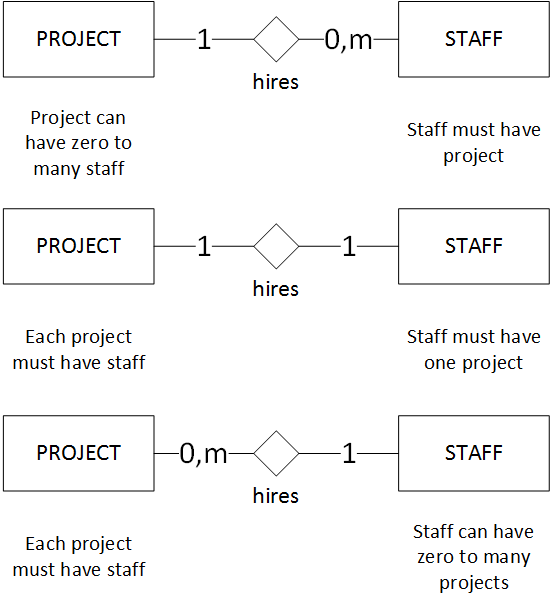 PROJECT 1 0,m STAFF
hires
Project can
have zero to
many staff
Staff must have
project
PROJECT 1 1 STAFF
hires
Each project
must have staff
Staff must have
one project
PROJECT 0,m 1 STAFF
hires
Each project
must have staff
Staff can have
zero to many
projects